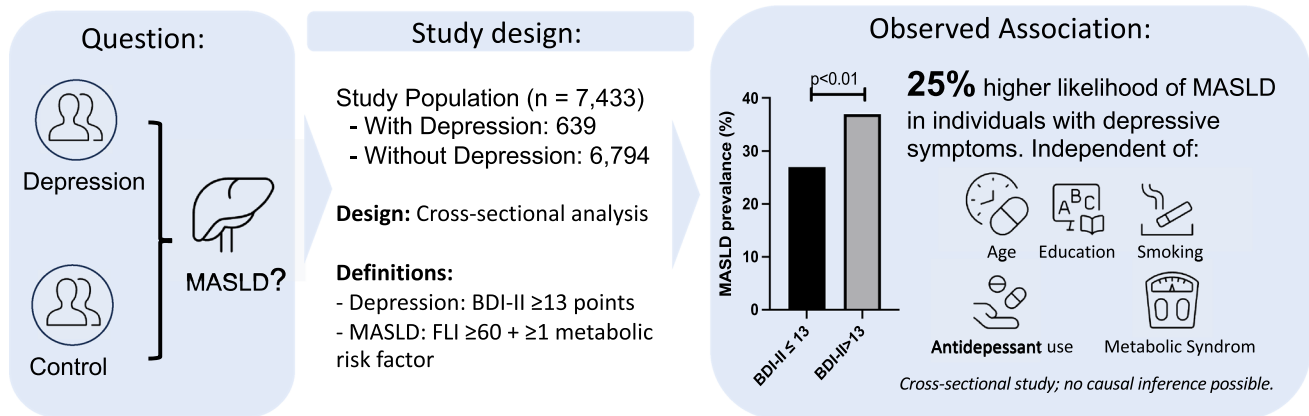 Question:
Depression
MASLD?
Control
Study design:
Study Population (n = 7,433)
- With Depression: 639
- Without Depression: 6,794
Design: Cross-sectional analysis
Definitions:
- Depression: BDI-II ≥13 points
- MASLD: FLI ≥60 + ≥1 metabolic
risk factor
Observed Association:
p<0.01
MASLD prevalance (%)
40
30
20
10
0
BDI-II ≤ 13
BDI-II>13
25% higher likelihood of MASLD
in individuals with depressive
symptoms. Independent of:
ABC
Age
Education
Smoking
Antidepessant use
Metabolic Syndrom
Cross-sectional study; no causal inference possible.